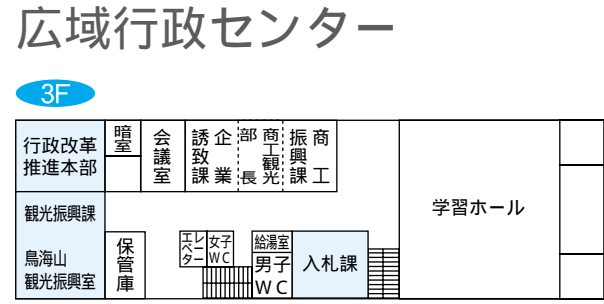 広域行政センター
3F
行政改革
推進本部
暗室
会議室
企業
誘致課
商工観光
部長
商工
振興課
学習ホール
観光振興課
鳥海山
観光振興室
保管庫
エレ
ベーター
女子
WC
給湯室
男子
WC
入札課